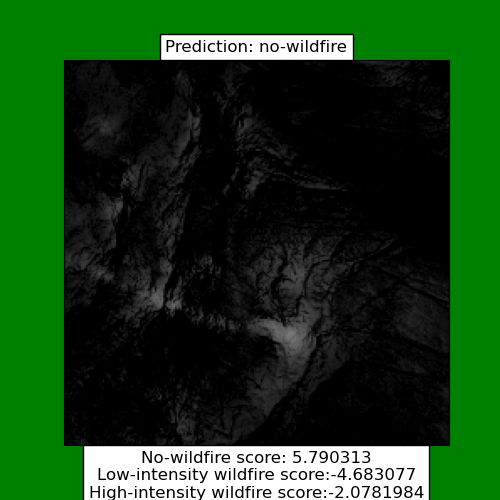 Prediction: no-wildfire
No-wildfire score: 5.790313
Low-intensity wildfire score:-4.683077
High-intensity wildfire score:-2.0781984